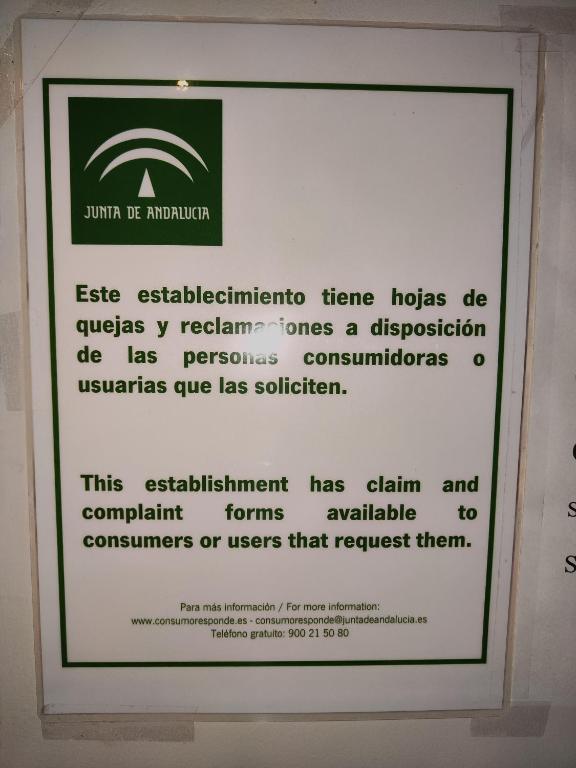 JUNTA DE ANDALUCIA
Este establecimiento tiene hojas de
quejas y reclamaciones a disposición
de las personas consumidoras o
usuarias que las soliciten.
This establishment has claim and
complaint forms available to
consumers or users that request them.
Para más información / For more information:
www.consumoresponde.es - consumoresponde@juntadeandalucia.es
Teléfono gratuito: 900 21 50 80